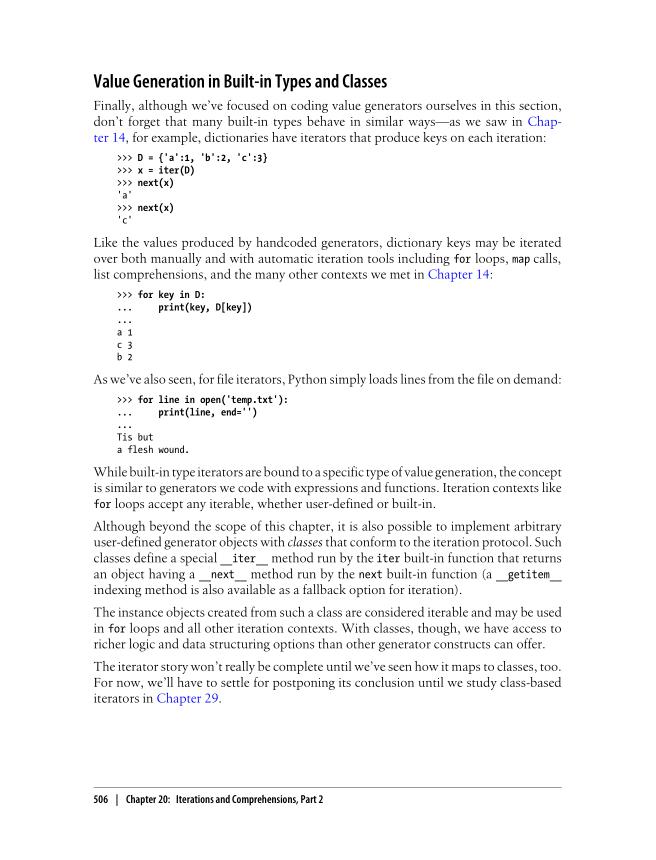 Value Generation in Built-in Types and Classes
Finally, although we've focused on coding value generators ourselves in this section,
don't forget that many built-in types behave in similar ways—as we saw in Chap-
ter 14, for example, dictionaries have iterators that produce keys on each iteration:
>>> D = {'a':1, 'b':2, 'c':3}
>>> x = iter(D)
>>> next(x)
'a'
>>> next(x)
'c'
Like the values produced by handcoded generators, dictionary keys may be iterated
over both manually and with automatic iteration tools including for loops, map calls,
list comprehensions, and the many other contexts we met in Chapter 14:
>>> for key in D:
...     print(key, D[key])
...
a 1
c 3
b 2
As we've also seen, for file iterators, Python simply loads lines from the file on demand:
>>> for line in open('temp.txt'):
...     print(line, end='')
...
Tis but
a flesh wound.
While built-in type iterators are bound to a specific type of value generation, the concept
is similar to generators we code with expressions and functions. Iteration contexts like
for loops accept any iterable, whether user-defined or built-in.
Although beyond the scope of this chapter, it is also possible to implement arbitrary
user-defined generator objects with classes that conform to the iteration protocol. Such
classes define a special __iter__ method run by the iter built-in function that returns
an object having a __next__ method run by the next built-in function (a __getitem__
indexing method is also available as a fallback option for iteration).
The instance objects created from such a class are considered iterable and may be used
in for loops and all other iteration contexts. With classes, though, we have access to
richer logic and data structuring options than other generator constructs can offer.
The iterator story won't really be complete until we've seen how it maps to classes, too.
For now, we'll have to settle for postponing its conclusion until we study class-based
iterators in Chapter 29.
506 | Chapter 20: Iterations and Comprehensions, Part 2